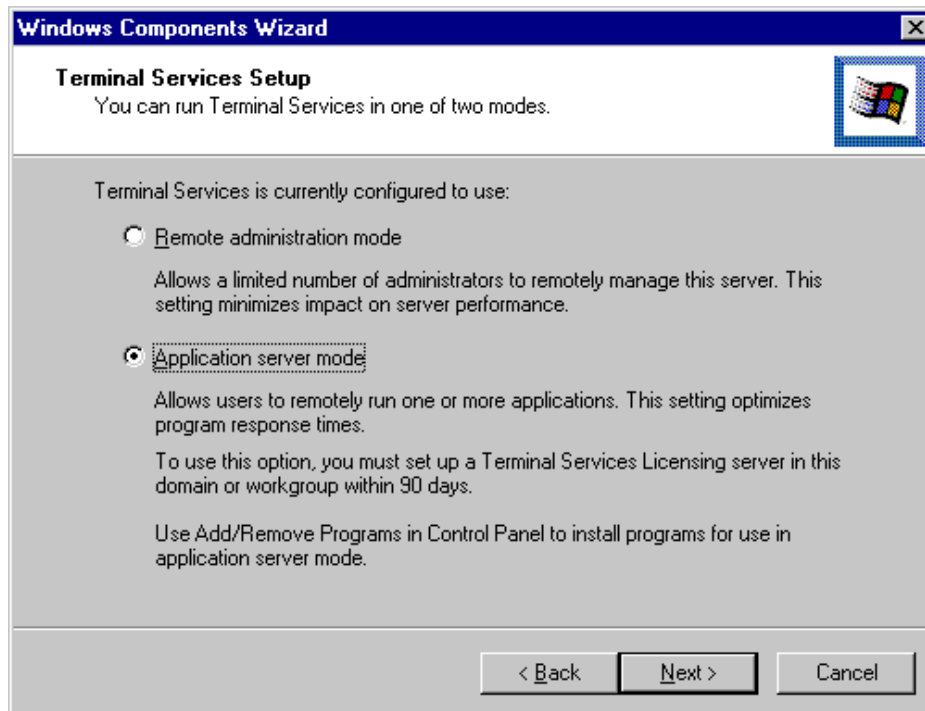 Windows Components Wizard
Terminal Services Setup
You can run Terminal Services in one of two modes.
Terminal Services is currently configured to use:
Remote administration mode
Allows a limited number of administrators to remotely manage this server. This
setting minimizes impact on server performance.
Application server mode
Allows users to remotely run one or more applications. This setting optimizes
program response times.
To use this option, you must set up a Terminal Services Licensing server in this
domain or workgroup within 90 days.
Use Add/Remove Programs in Control Panel to install programs for use in
application server mode.
< Back Next > Cancel